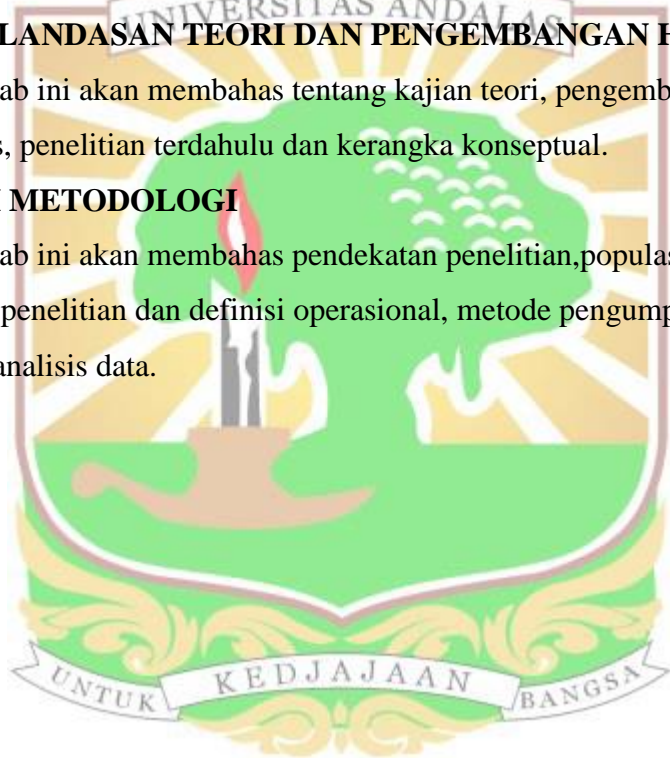 UNIVERSITAS ANDALAS
LANDASAN TEORI DAN PENGEMBANGAN
ab ini akan membahas tentang kajian teori, pengemb
, penelitian terdahulu dan kerangka konseptual.
METODOLOGI
ab ini akan membahas pendekatan penelitian,populas
penelitian dan definisi operasional, metode pengump
analisis data.
UNTUK KEDJAJAAN BANGSA